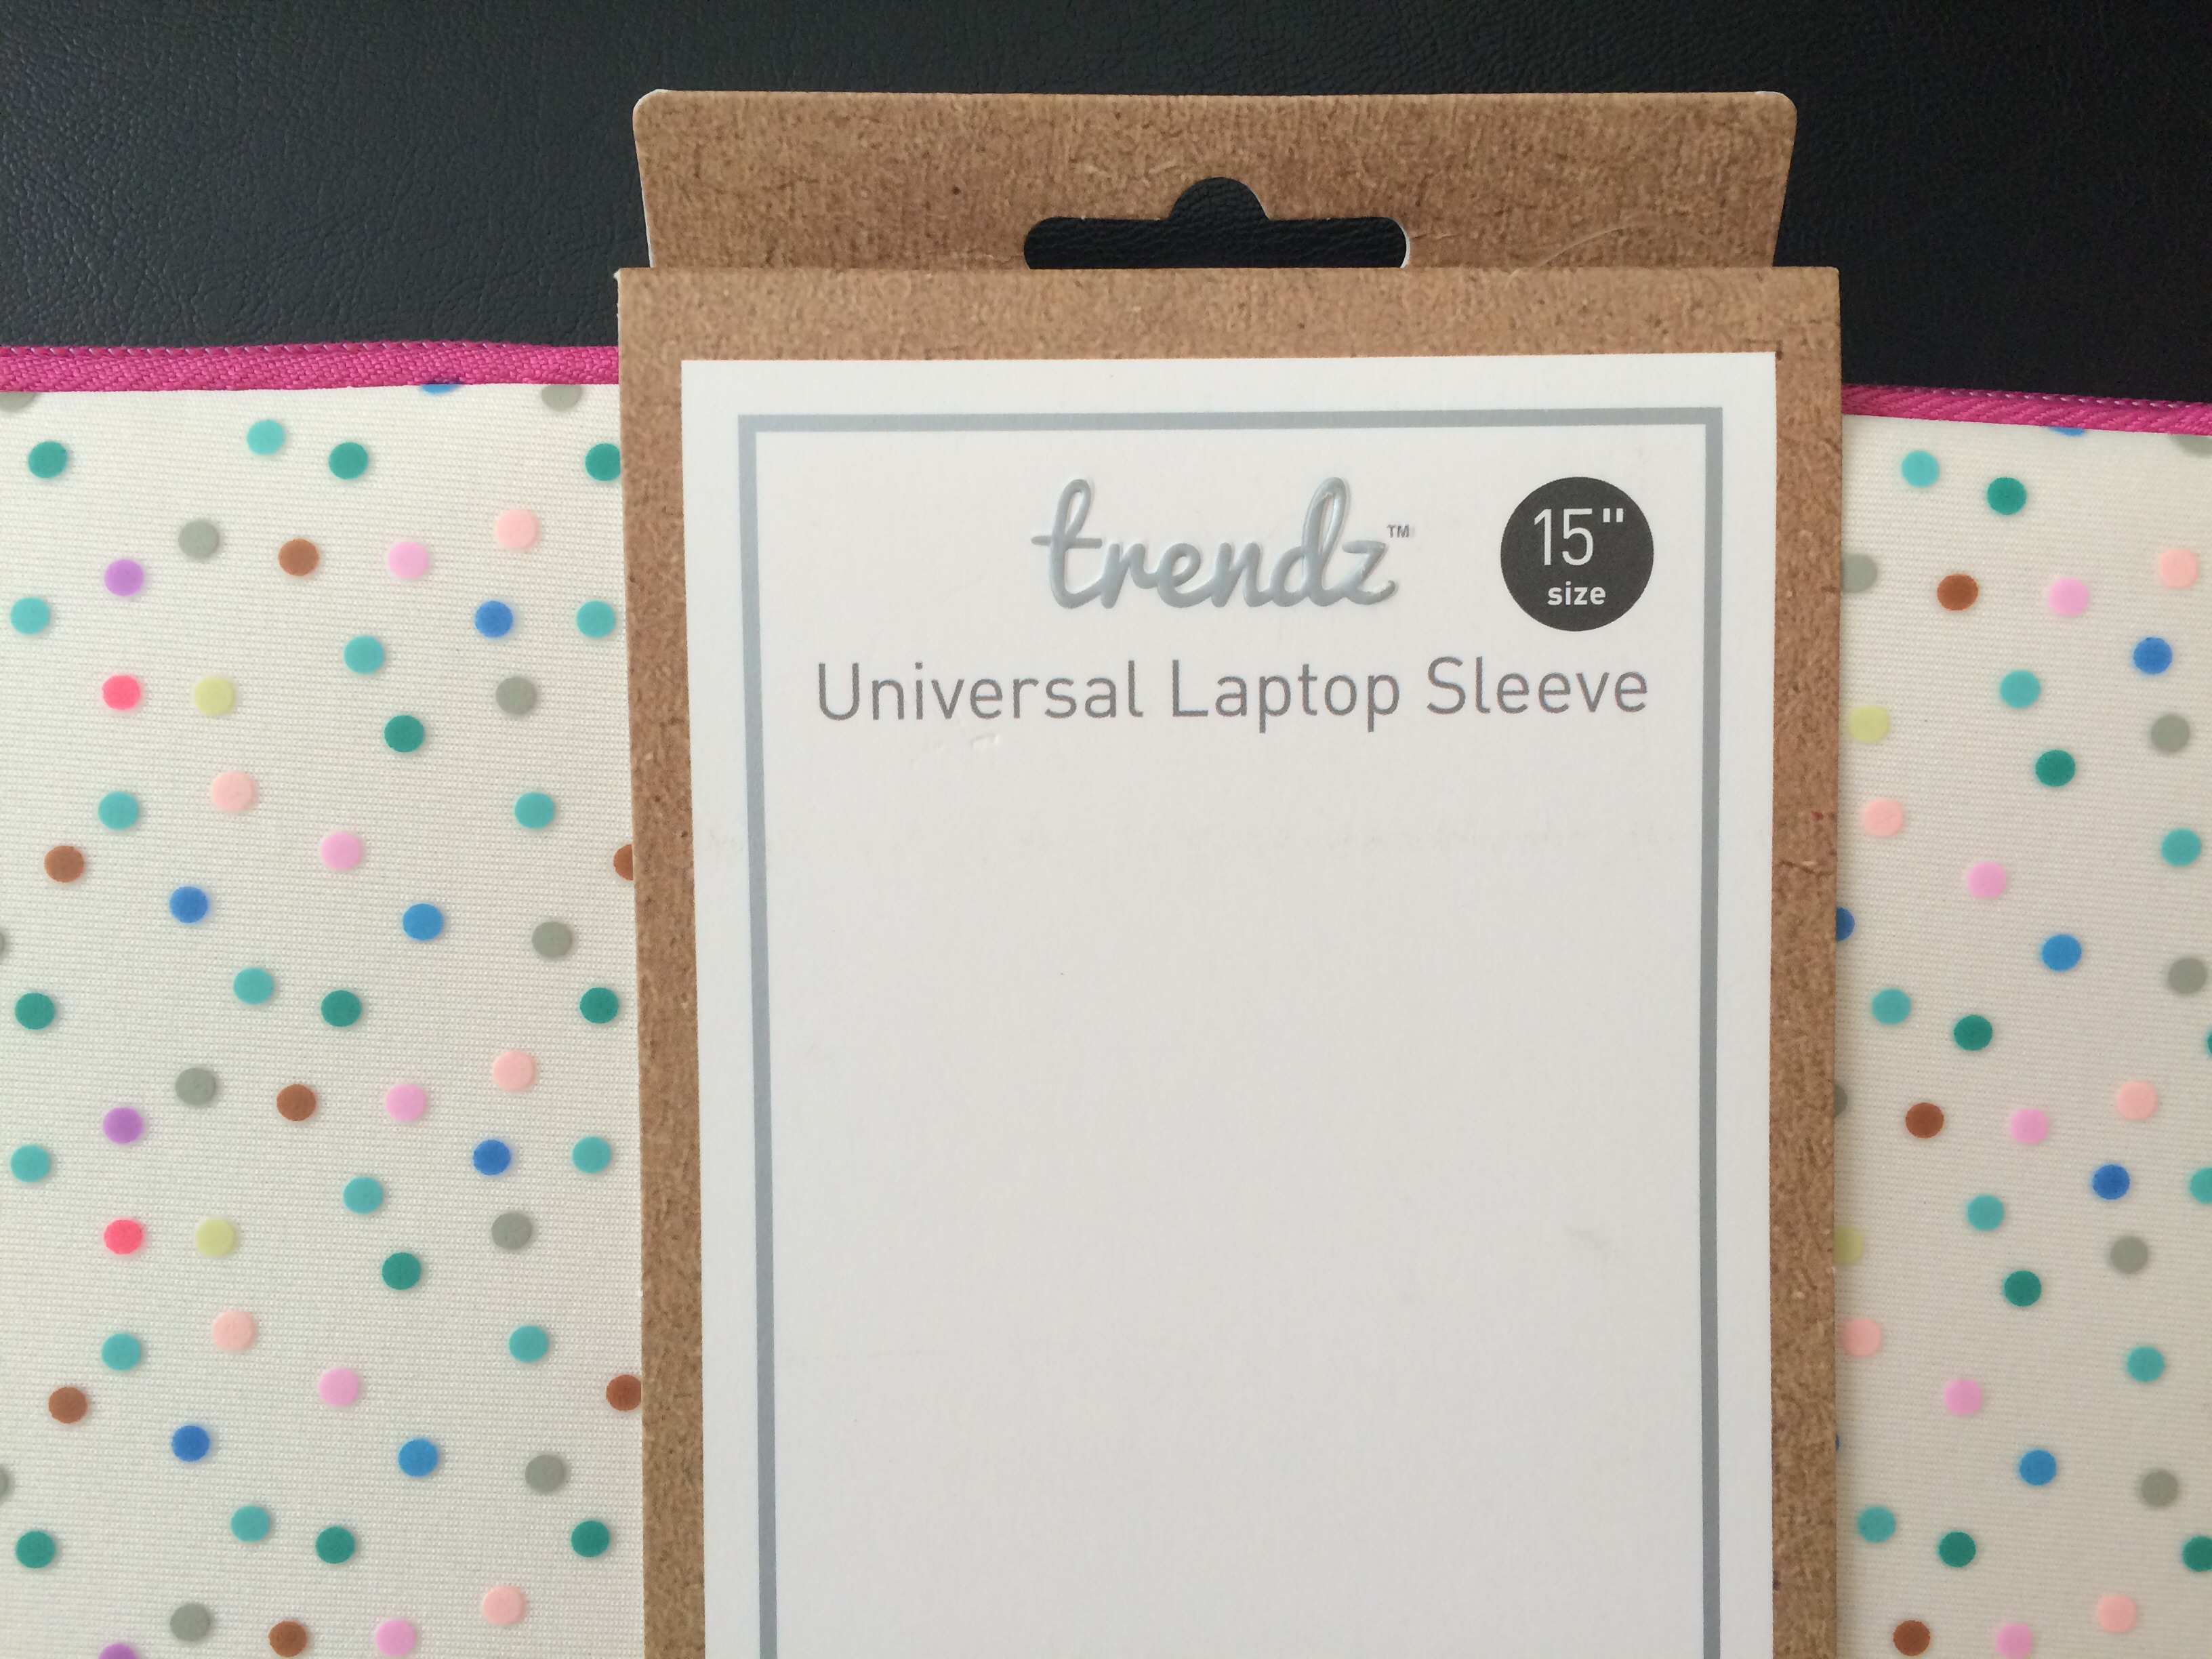 trendz™
15"
size
Universal Laptop Sleeve